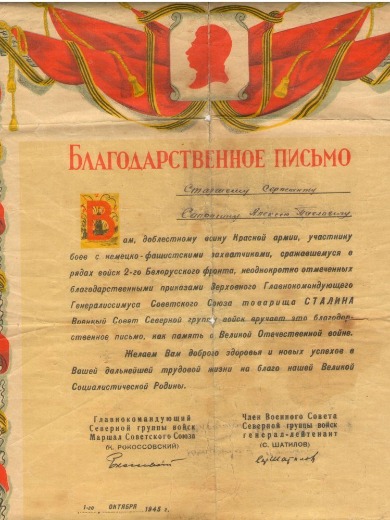 БЛАГОДАРСТВЕННОЕ ПИСЬМО
Старшему Сержанту
Вам, доблестному воину Красной армии, участнику
боев с немецко-фашистскими захватчиками, сражавшемуся в
рядах войск 2-го Белорусского фронта, неоднократно отмеченных
благодарственными приказами Верховного Главнокомандующего
Генералиссимуса Советского Союза товарища СТАЛИНА
Военный Совет Северной группы войск вручает это благодар-
ственное письмо, как память о Великой Отечественной войне.
Желаем Вам доброго здоровья и новых успехов в
Вашей дальнейшей трудовой жизни на благо нашей Великой
Социалистической Родины.
Главнокомандующий
Северной группы войск
Маршал Советского Союза
(К. РОКОССОВСКИЙ)
Член Военного Совета
Северной группы войск
генерал-лейтенант
(С. ШАТИЛОВ)
1-го ОКТЯБРЯ 1945 г.